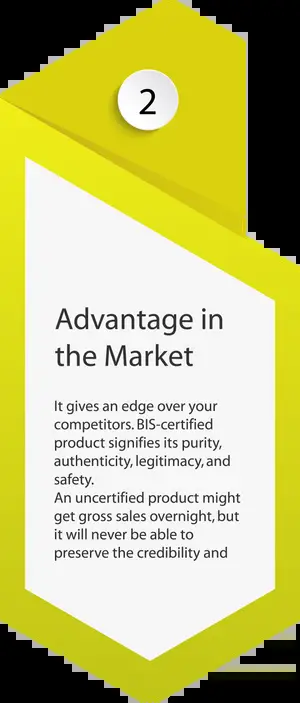 2
Advantage in
the Market
It gives an edge over your
competitors. BIS-certified
product signifies its purity,
authenticity, legitimacy, and
safety.
An uncertified product might
get gross sales overnight, but
it will never be able to
preserve the credibility and